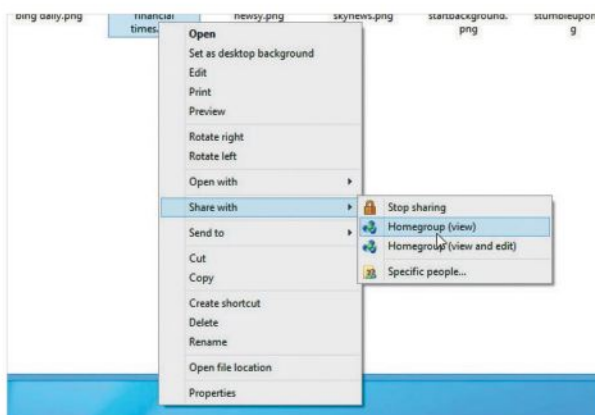 bing daily.png
financial
times.
newsy.png
skynews.png
startbackground.
png
stumbleupon
g
Open
Set as desktop background
Edit
Print
Preview
Rotate right
Rotate left
Open with
Share with
Send to
Cut
Copy
Create shortcut
Delete
Rename
Open file location
Properties
Stop sharing
Homegroup (view)
Homegroup (view and edit)
Specific people...